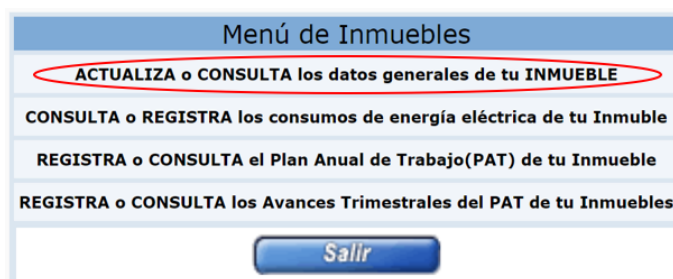 Menú de Inmuebles
ACTUALIZA o CONSULTA los datos generales de tu INMUEBLE
CONSULTA o REGISTRA los consumos de energía eléctrica de tu Inmuble
REGISTRA o CONSULTA el Plan Anual de Trabajo(PAT) de tu Inmueble
REGISTRA o CONSULTA los Avances Trimestrales del PAT de tu Inmuebles
Salir